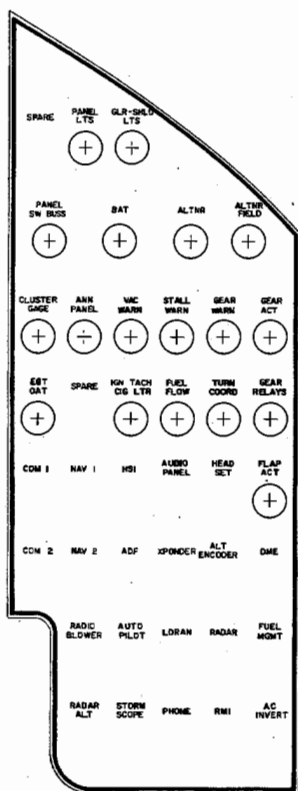 SPARE PANEL LTS GLR-SHLD LTS
PANEL SW BUSS BAT ALTNR ALTNR FIELD
CLUSTER GAGE ANN PANEL VAC WARN STALL WARN GEAR WARN GEAR ACT
EGT OAT SPARE IGN TACH CIG LTR FUEL FLOW TURN COORD GEAR RELAYS
COM 1 NAV 1 HSI AUDIO PANEL HEAD SET FLAP ACT
COM 2 NAV 2 ADF XPONDER ALT ENCODER DME
RADIO BLOWER AUTO PILOT LORAN RADAR FUEL MGMT
RADAR ALT STORM SCOPE PHONE RMI AC INVERT